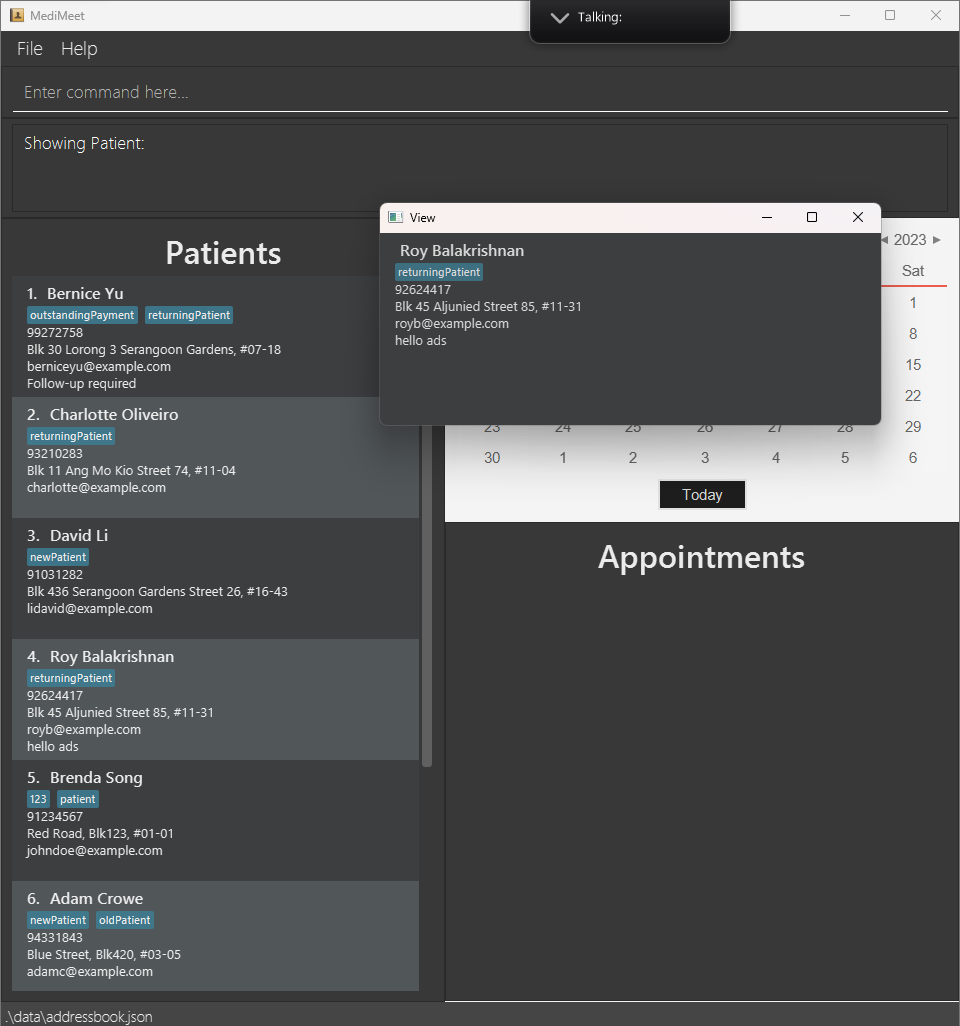 MediMeet
Talking:
File Help
Enter command here...
Showing Patient:
View
Roy Balakrishnan
returningPatient
92624417
Blk 45 Aljunied Street 85, #11-31
royb@example.com
hello ads
Patients
1. Bernice Yu
outstandingPayment returningPatient
99272758
Blk 30 Lorong 3 Serangoon Gardens, #07-18
berniceyu@example.com
Follow-up required
2. Charlotte Oliveiro
returningPatient
93210283
Blk 11 Ang Mo Kio Street 74, #11-04
charlotte@example.com
3. David Li
newPatient
91031282
Blk 436 Serangoon Gardens Street 26, #16-43
lidavid@example.com
4. Roy Balakrishnan
returningPatient
92624417
Blk 45 Aljunied Street 85, #11-31
royb@example.com
hello ads
5. Brenda Song
123 patient
91234567
Red Road, Blk123, #01-01
johndoe@example.com
6. Adam Crowe
newPatient oldPatient
94331843
Blue Street, Blk420, #03-05
adamc@example.com
2023
Sat
1
8
15
22
23 24 25 26 27 28 29
30 1 2 3 4 5 6
Today
Appointments
.\data\addressbook.json